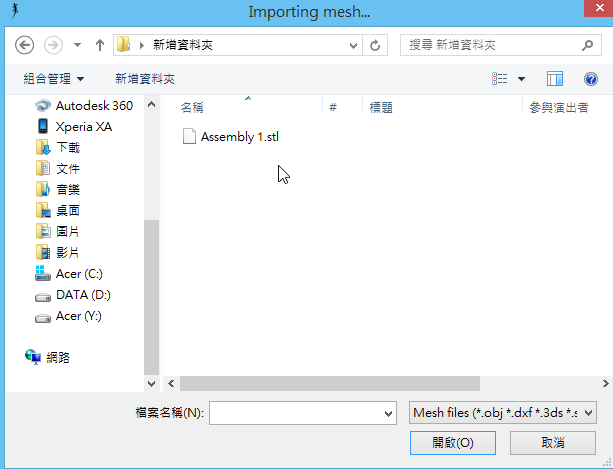 Importing mesh...
新增資料夾
搜尋 新增資料夾
組合管理
新增資料夾
名稱
#
標題
參與演出者
Autodesk 360
Xperia XA
下載
文件
音樂
桌面
圖片
影片
Acer (C:)
DATA (D:)
Acer (Y:)
網路
Assembly 1.stl
檔案名稱(N):
Mesh files (*.obj *.dxf *.3ds *.s
開啟(O)
取消